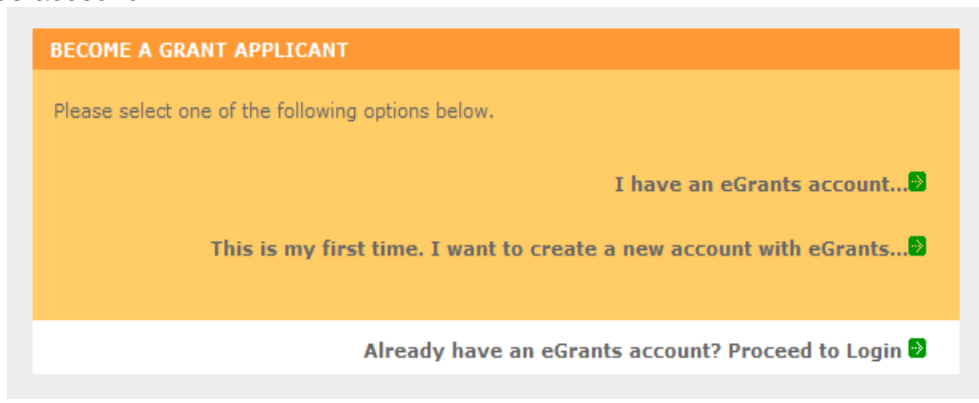 BECOME A GRANT APPLICANT
Please select one of the following options below.
I have an eGrants account...
This is my first time. I want to create a new account with eGrants...
Already have an eGrants account? Proceed to Login